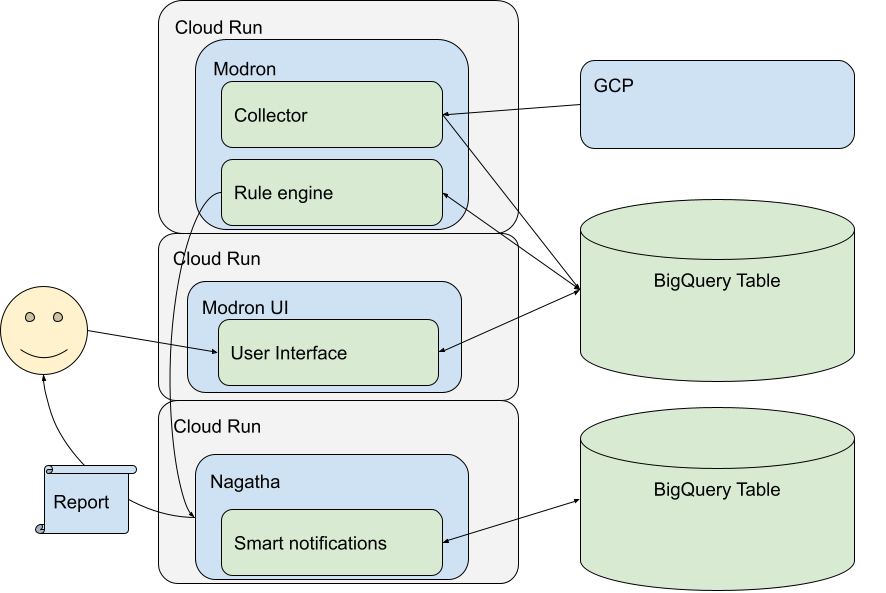 Cloud Run
Modron
Collector
Rule engine
GCP
Cloud Run
Modron UI
User Interface
BigQuery Table
Cloud Run
Nagatha
Smart notifications
BigQuery Table
Report